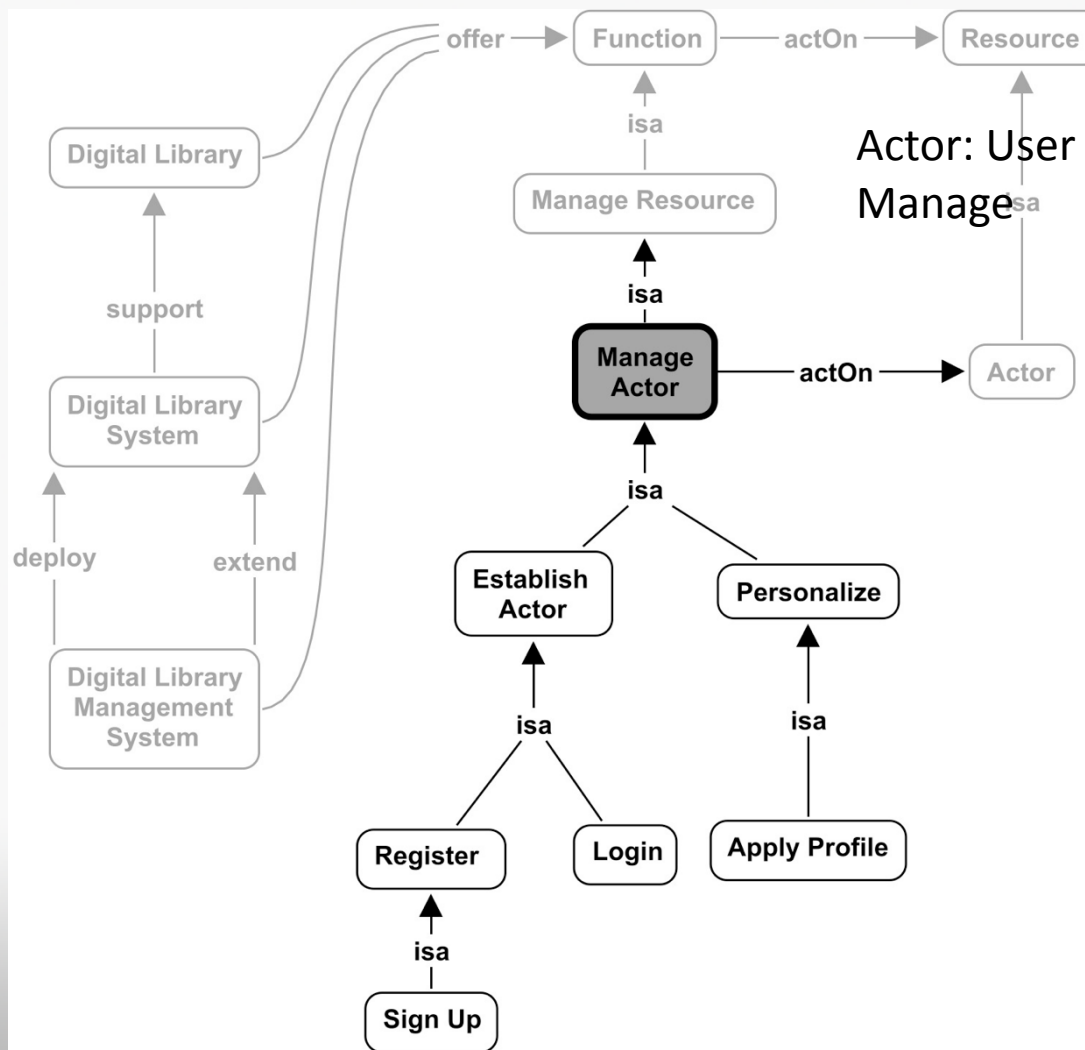 offer
Function
actOn
Resource
Digital Library
isa
Actor: User
Manage
isa
Manage Resource
support
isa
Manage
Actor
actOn
Actor
Digital Library
System
isa
deploy
extend
Establish
Actor
Personalize
Digital Library
Management
System
isa
isa
Register
Login
Apply Profile
isa
Sign Up